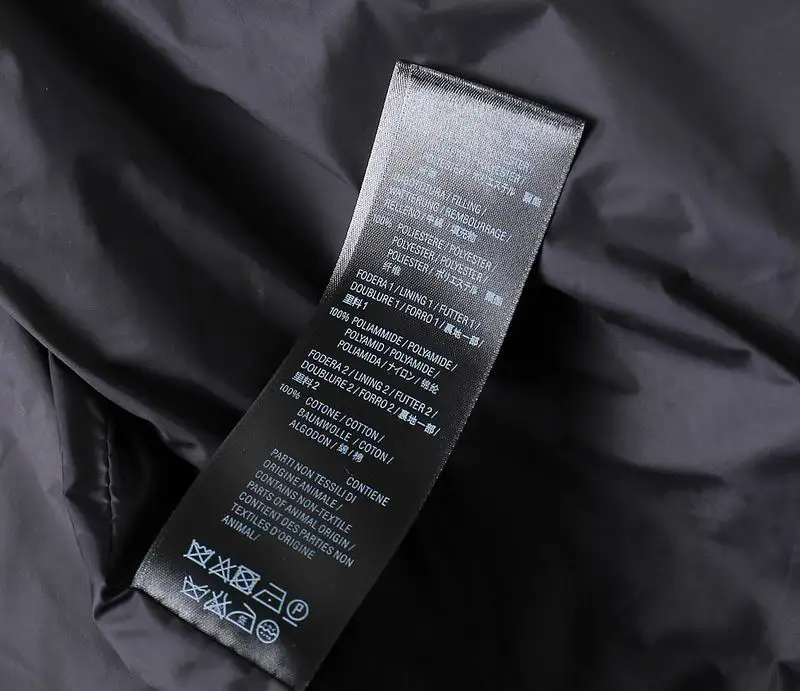 IMBOTTITURA / FILLING /
FUTTERUNG / REMBOURRAGE /
RELLENO / 中綿 / 填充物
100% POLIESTERE / POLYESTER /
POLYESTER / POLYESTER /
POLIESTER / ポリエステル / 聚酯
纤维
FODERA 1 / LINING 1 / FUTTER 1 /
DOUBLURE 1 / FORRO 1 / 裏地一部 /
里料 1
100% POLIAMMIDE / POLYAMIDE /
POLYAMID / POLYAMIDE /
POLIAMIDA / ナイロン / 锦纶
FODERA 2 / LINING 2 / FUTTER 2 /
DOUBLURE 2 / FORRO 2 / 裏地一部 /
里料 2
100% COTONE / COTTON /
BAUMWOLLE / COTON /
ALGODON / 綿 / 棉
CONTIENE
PARTI NON TESSILI DI
ORIGINE ANIMALE /
CONTAINS NON-TEXTILE
PARTS OF ANIMAL ORIGIN /
CONTIENT DES PARTIES NON
TEXTILES D'ORIGINE
ANIMAL/
P